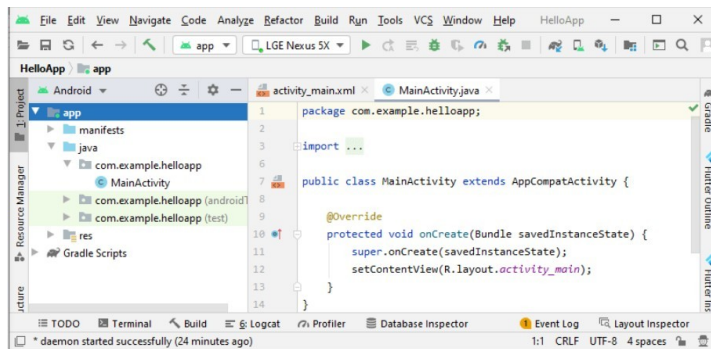 File Edit View Navigate Code Analyze Refactor Build Run Tools VCS Window Help HelloApp
app LGE Nexus 5X
HelloApp app
Android
activity_main.xml MainActivity.java
1: Project
Resource Manager
app
manifests
java
com.example.helloapp
MainActivity
com.example.helloapp (androidT
com.example.helloapp (test)
res
Gradle Scripts
1 package com.example.helloapp;
2
3 import ...
6
7 public class MainActivity extends AppCompatActivity {
8
9 @Override
10 protected void onCreate(Bundle savedInstanceState) {
11 super.onCreate(savedInstanceState);
12 setContentView(R.layout.activity_main);
13 }
14 }
Gradle
Flutter Outline
Flutter Ins
TODO Terminal Build 6: Logcat Profiler Database Inspector 1 Event Log Layout Inspector
* daemon started successfully (24 minutes ago) 1:1 CRLF UTF-8 4 spaces